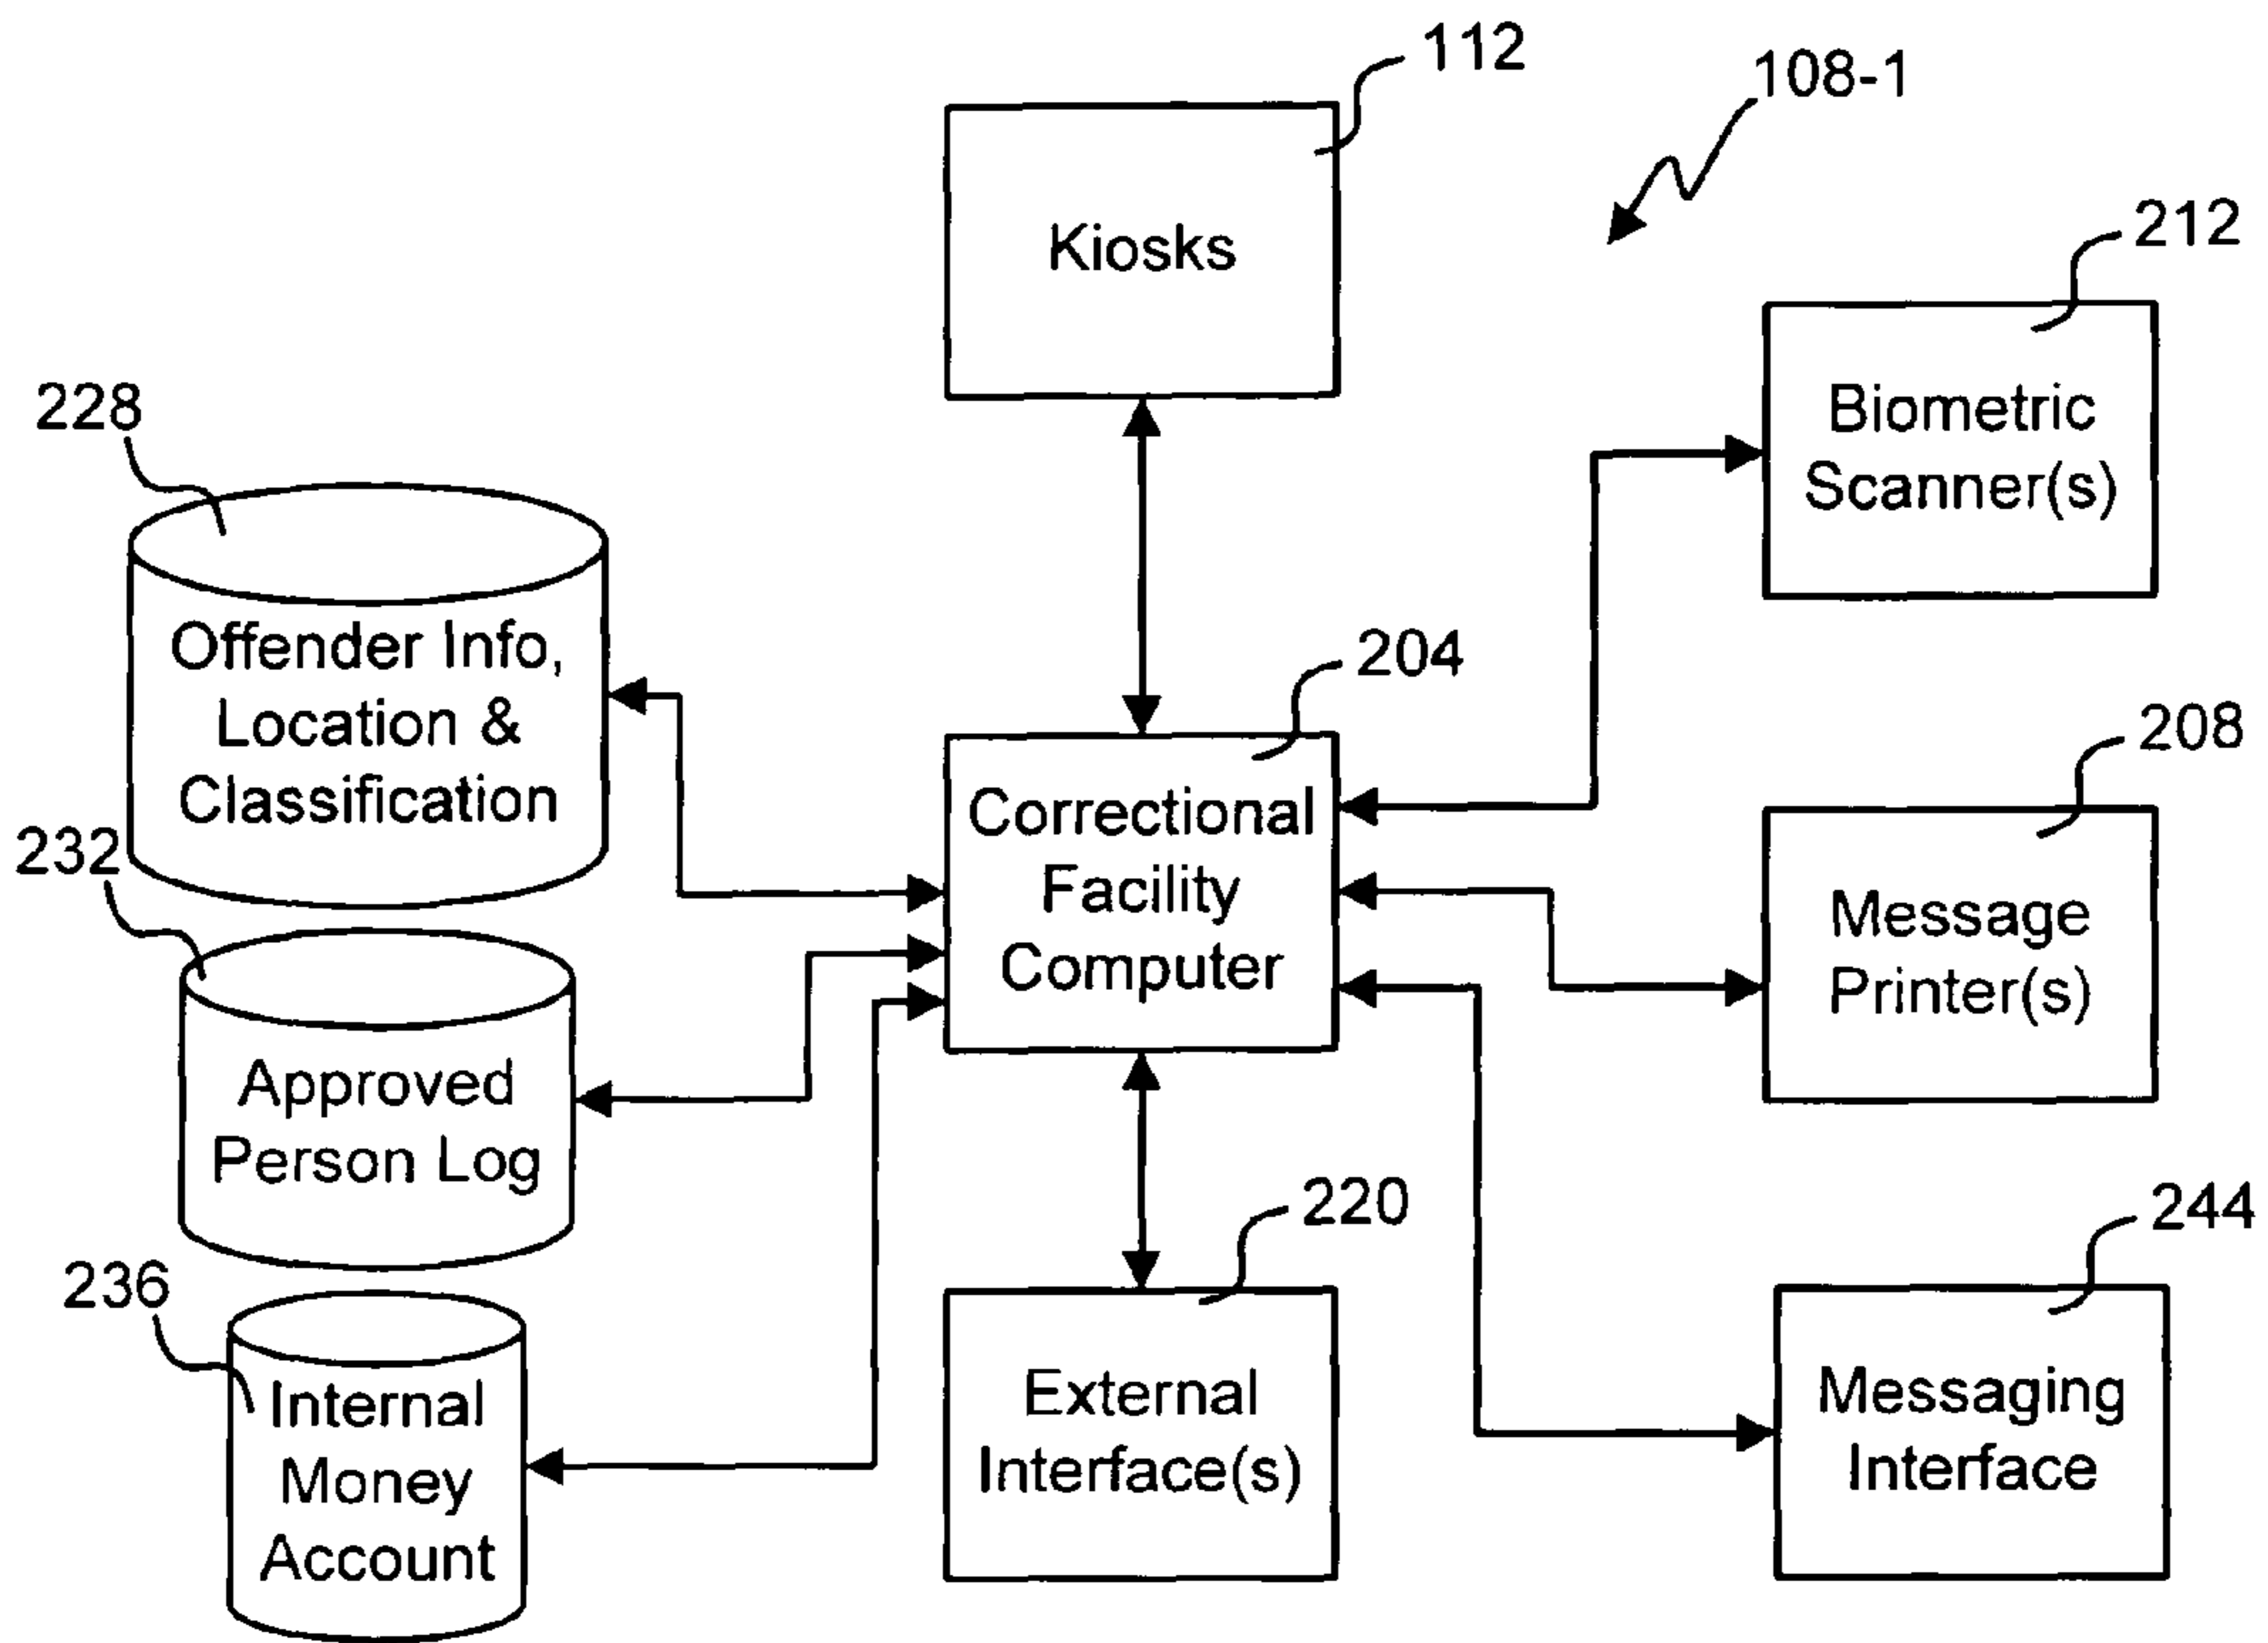 112
108-1
Kiosks
212
Biometric
Scanner(s)
228
Offender Info,
Location &
Classification
204
Correctional
Facility
Computer
208
Message
Printer(s)
232
Approved
Person Log
220
External
Interface(s)
244
Messaging
Interface
236
Internal
Money
Account